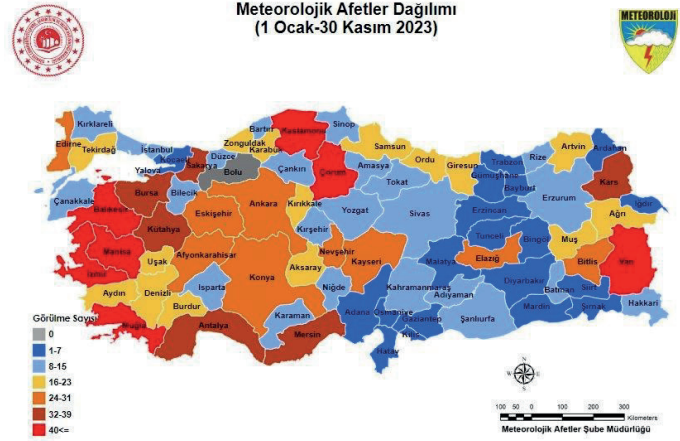 Meteorolojik Afetler Dağılımı
(1 Ocak-30 Kasım 2023)
METEOROLOJİ
Kırklareli
Edirne
Tekirdağ
İstanbul
Kocaeli
Yalova
Sakarya
Düzce
Zonguldak
Bartın
Karabük
Kastamonu
Sinop
Samsun
Ordu
Giresun
Trabzon
Rize
Artvin
Ardahan
Bolu
Çankırı
Çorum
Amasya
Tokat
Gümüşhane
Bayburt
Erzurum
Kars
Iğdır
Çanakkale
Balıkesir
Bursa
Bilecik
Eskişehir
Ankara
Kırıkkale
Yozgat
Sivas
Erzincan
Ağrı
Kütahya
Kırşehir
Tunceli
Bingöl
Muş
Manisa
Uşak
Afyonkarahisar
Konya
Aksaray
Nevşehir
Kayseri
Malatya
Elazığ
Bitlis
Van
İzmir
Aydın
Denizli
Isparta
Burdur
Niğde
Kahramanmaraş
Adıyaman
Diyarbakır
Batman
Siirt
Hakkari
Muğla
Antalya
Karaman
Mersin
Adana
Osmaniye
Gaziantep
Kilis
Şanlıurfa
Mardin
Şırnak
Hatay
Görülme Sayısı
0
1-7
8-15
16-23
24-31
32-39
40<=
N
W
E
S
100 50 0 100 200 300
Kilometers
Meteorolojik Afetler Şube Müdürlüğü